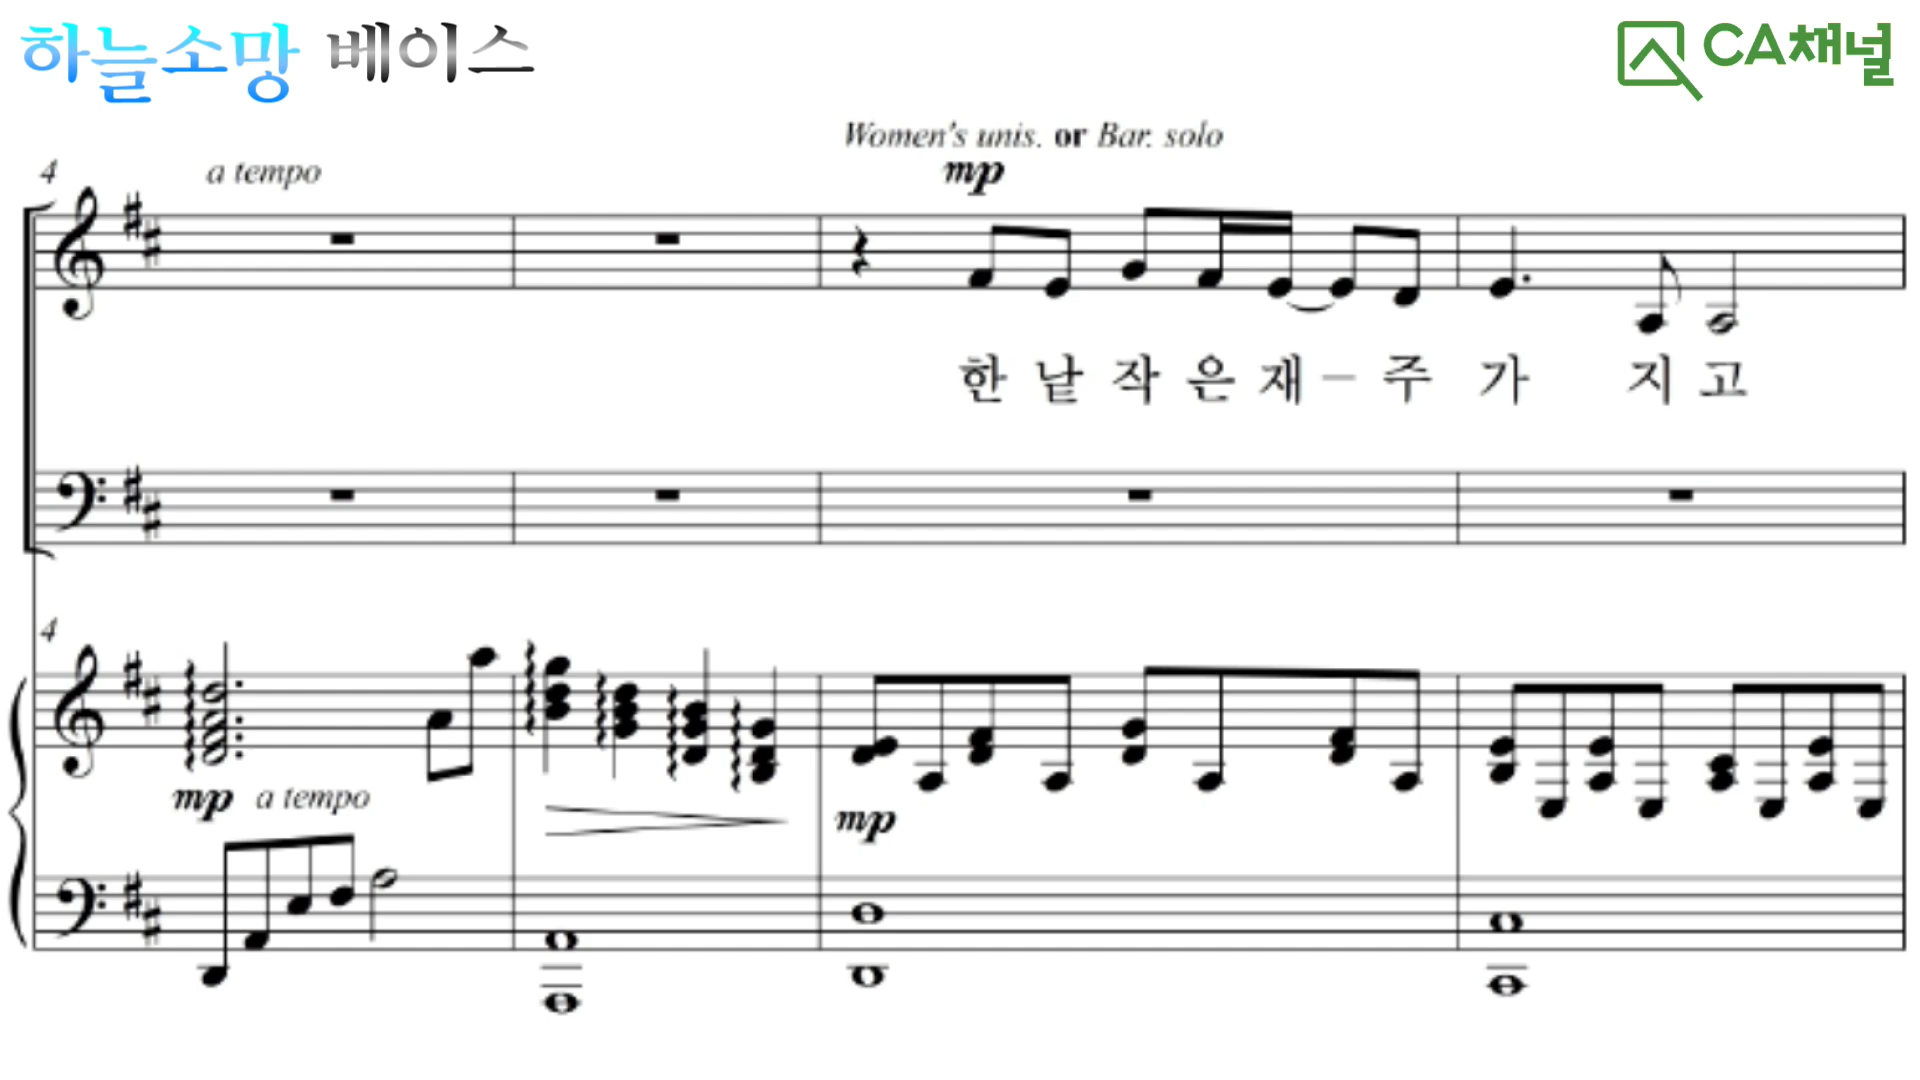 하늘소망 베이스
CA채널
Women's unis. or Bar. solo
4 a tempo mp
한 낱 작 은 재 - 주 가 지 고
4
mp a tempo mp